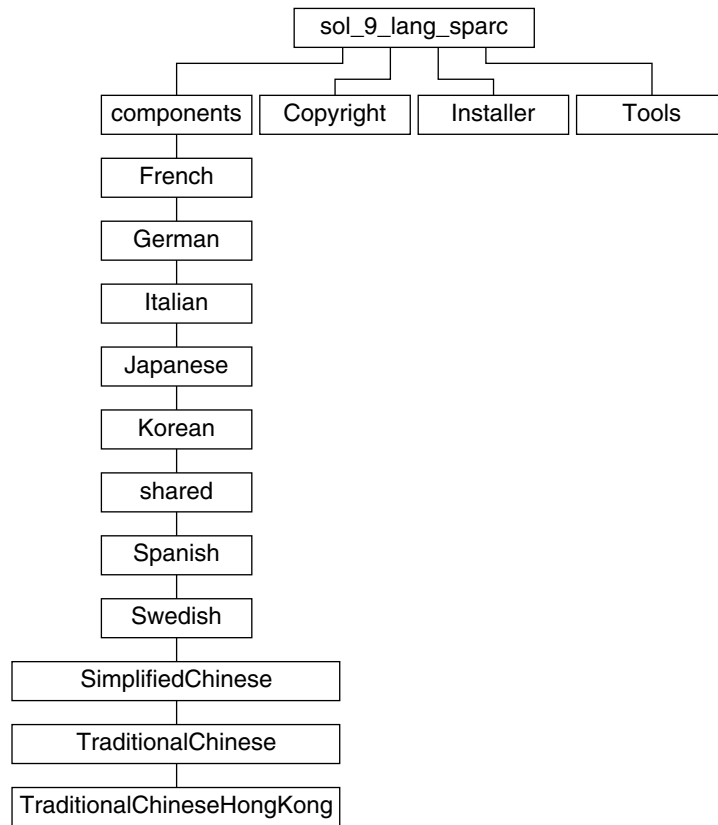 sol_9_lang_sparc
components
Copyright
Installer
Tools
French
German
Italian
Japanese
Korean
shared
Spanish
Swedish
SimplifiedChinese
TraditionalChinese
TraditionalChineseHongKong